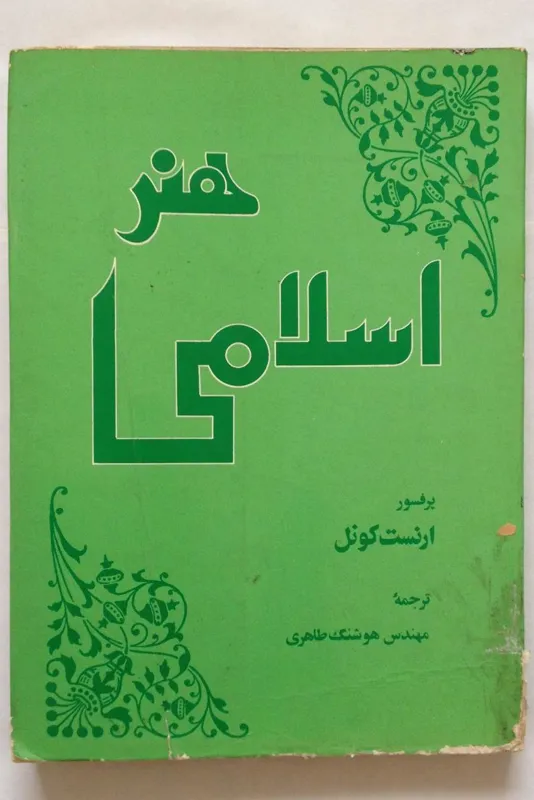 هنر
اسلامی
پرفسور
ارنست کونل
ترجمهٔ
مهندس هوشنگ طاهری